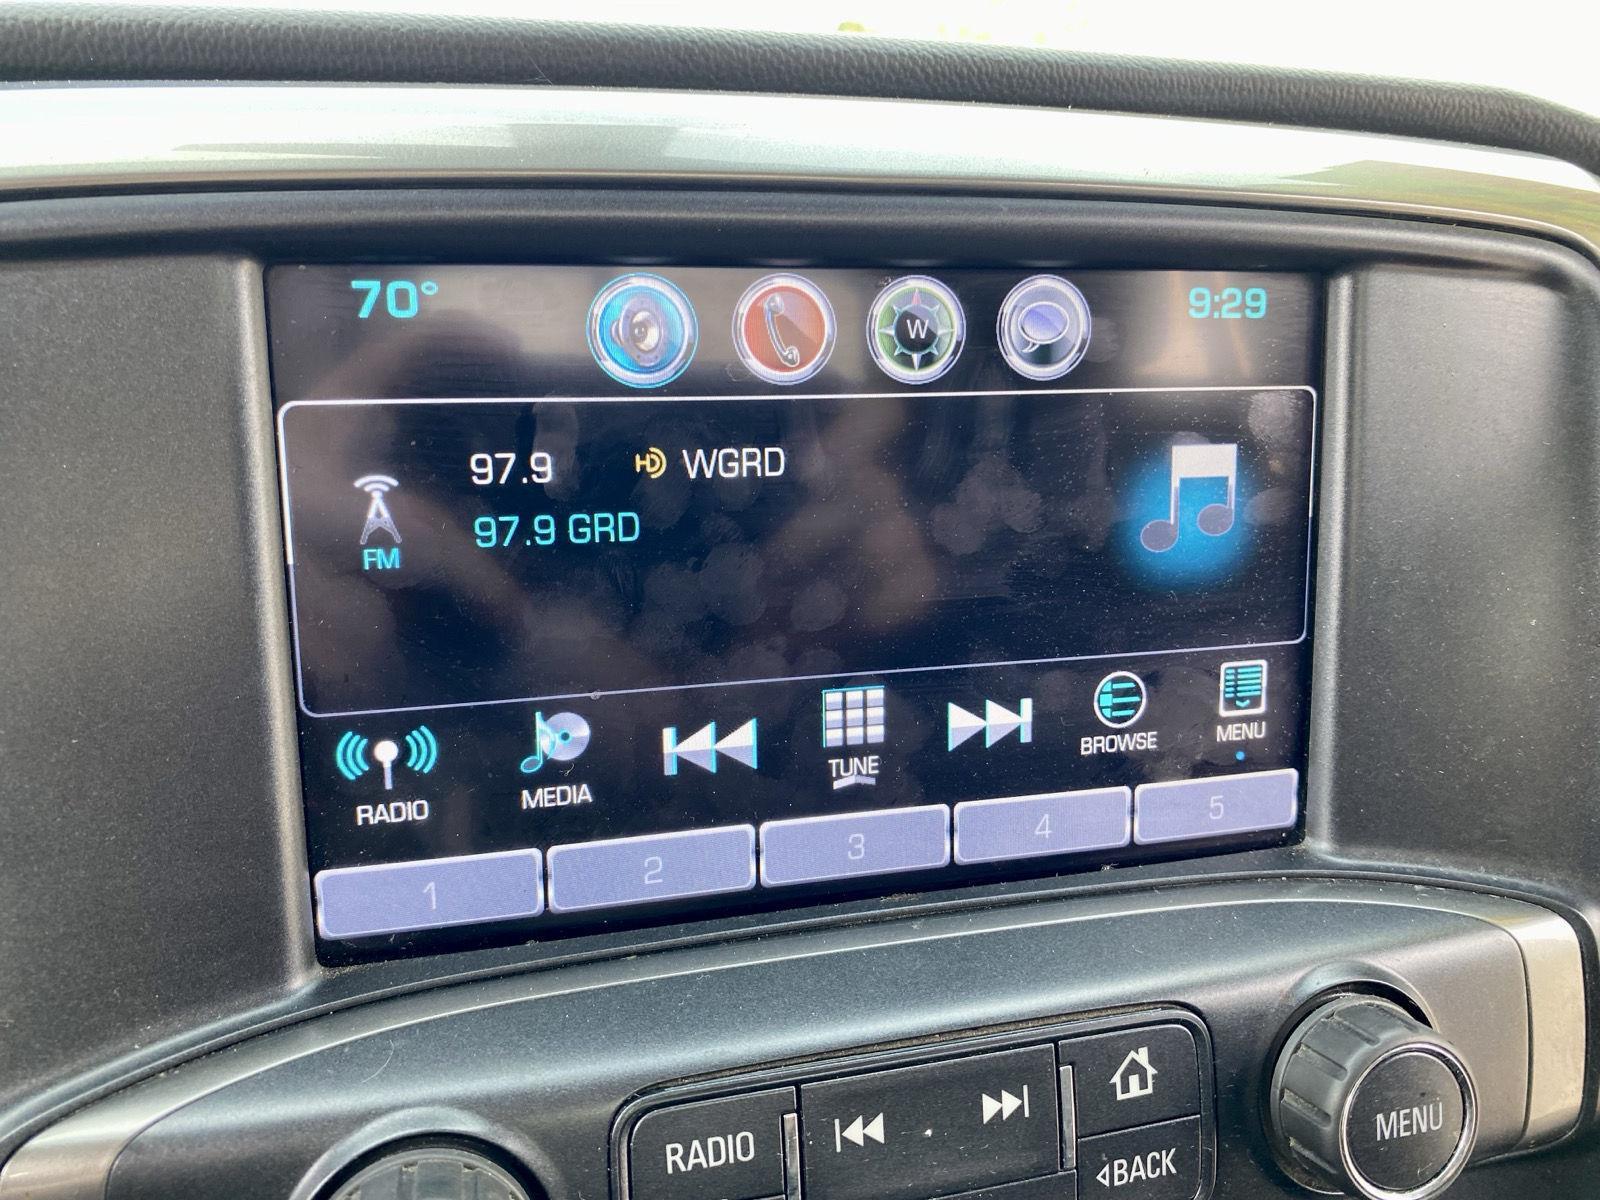 70° W 9:29
97.9 HD WGRD
97.9 GRD
FM
RADIO MEDIA TUNE BROWSE MENU
1 2 3 4 5
RADIO
BACK
MENU